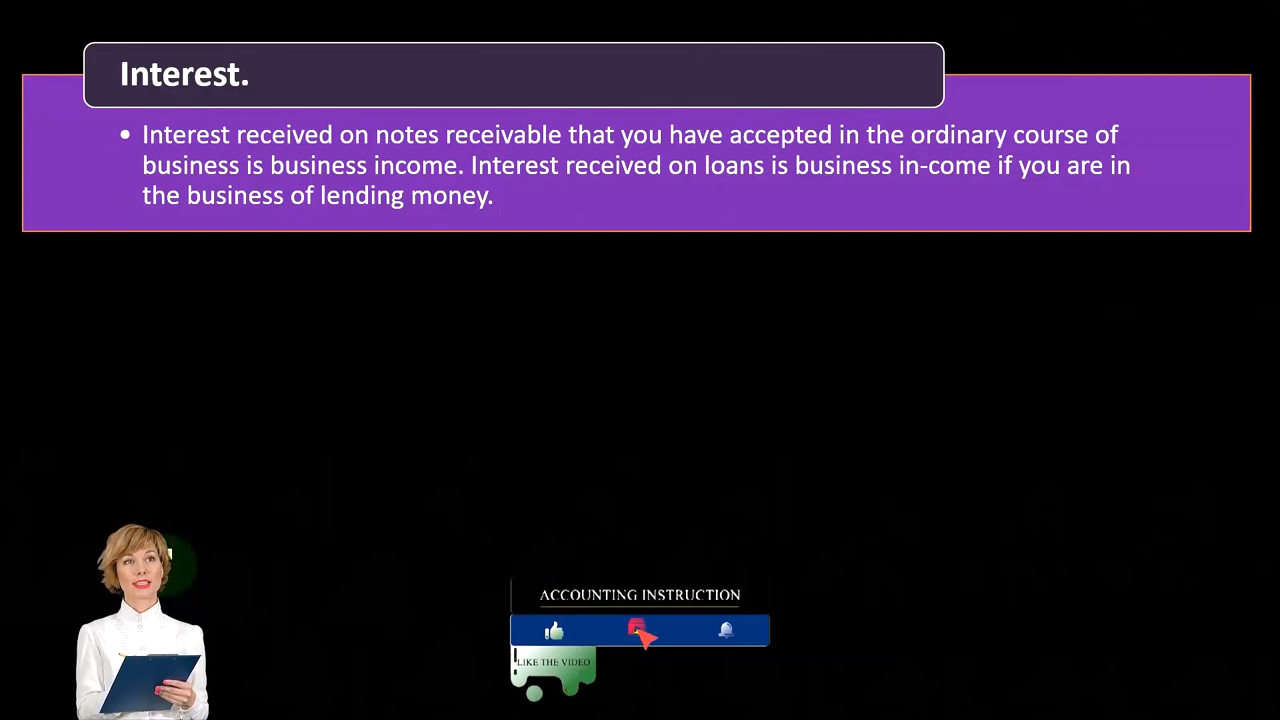 Interest.
• Interest received on notes receivable that you have accepted in the ordinary course of
business is business income. Interest received on loans is business in-come if you are in
the business of lending money.
ACCOUNTING INSTRUCTION
LIKE THE VIDEO